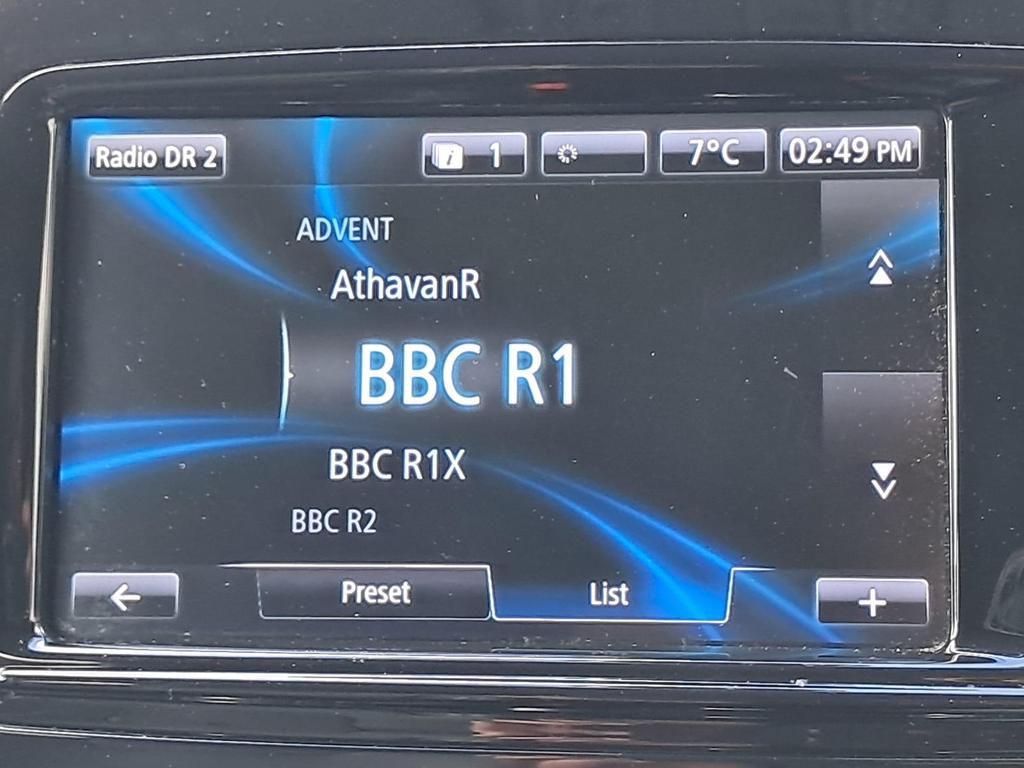 Radio DR 2
i 1
7°C
02:49 PM
ADVENT
AthavanR
BBC R1
BBC R1X
BBC R2
Preset
List